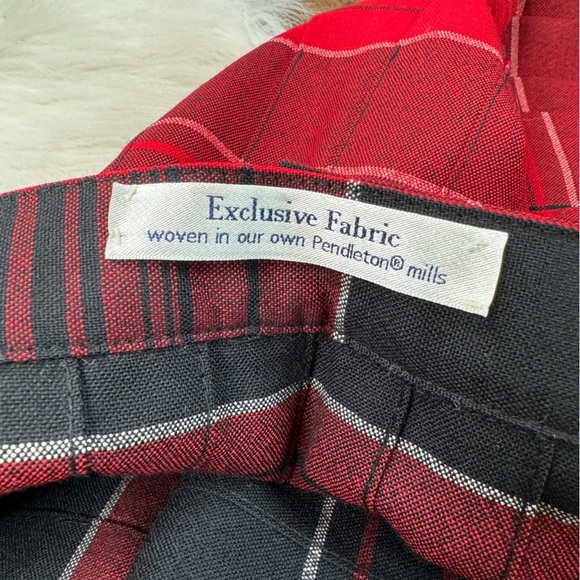 Exclusive Fabric
woven in our own Pendleton® mills